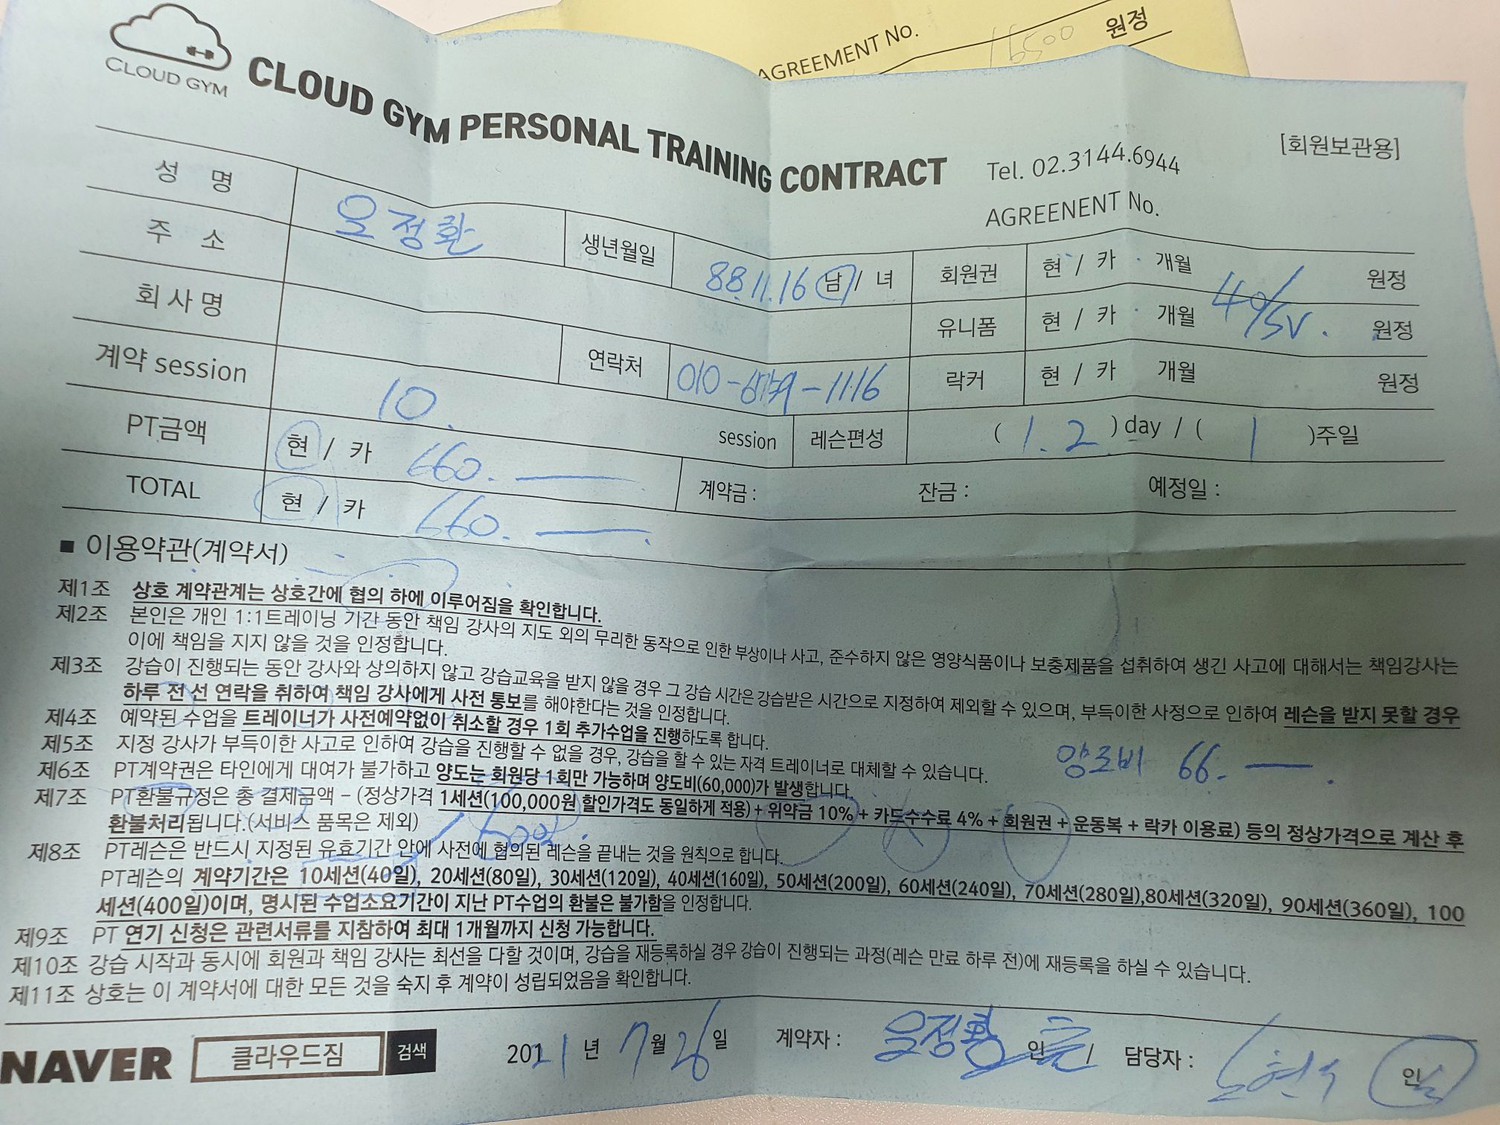 AGREEMENT No.
원정
CLOUD GYM
CLOUD GYM PERSONAL TRAINING CONTRACT
Tel. 02.3144.6944
[회원보관용]
AGREENENT No.
성 명 오정환 생년월일 88.11.16 남 / 녀 회원권 현 / 카 · 개월 원정
주 소 유니폼 현 / 카 · 개월 원정
회사명 연락처 락커 현 / 카 개월 원정
계약 session 10. session 레슨편성 ( 1.2 ) day / ( 1 )주일
PT금액 현 / 카 660. 계약금 : 잔금 : 예정일 :
TOTAL 현 / 카 660.
■ 이용약관(계약서)
제1조 상호 계약관계는 상호간에 협의 하에 이루어짐을 확인합니다.
제2조 본인은 개인 1:1트레이닝 기간 동안 책임 강사의 지도 외의 무리한 동작으로 인한 부상이나 사고, 준수하지 않은 영양식품이나 보충제품을 섭취하여 생긴 사고에 대해서는 책임강사는
이에 책임을 지지 않을 것을 인정합니다.
제3조 강습이 진행되는 동안 강사와 상의하지 않고 강습교육을 받지 않을 경우 그 강습 시간은 강습받은 시간으로 지정하여 제외할 수 있으며, 부득이한 사정으로 인하여 레슨을 받지 못할 경우
하루 전 선 연락을 취하여 책임 강사에게 사전 통보를 해야한다는 것을 인정합니다.
제4조 예약된 수업을 트레이너가 사전예약없이 취소할 경우 1회 추가수업을 진행하도록 합니다.
제5조 지정 강사가 부득이한 사고로 인하여 강습을 진행할 수 없을 경우, 강습을 할 수 있는 자격 트레이너로 대체할 수 있습니다.
양도비 66.
제6조 PT계약권은 타인에게 대여가 불가하고 양도는 회원당 1회만 가능하며 양도비(60,000)가 발생합니다.
제7조 PT환불규정은 총 결제금액 – (정상가격 1세션(100,000원 할인가격도 동일하게 적용) + 위약금 10% + 카드수수료 4% + 회원권 + 운동복 + 락카 이용료) 등의 정상가격으로 계산 후
환불처리됩니다.(서비스 품목은 제외)
제8조 PT레슨은 반드시 지정된 유효기간 안에 사전에 협의된 레슨을 끝내는 것을 원칙으로 합니다.
PT레슨의 계약기간은 10세션(40일), 20세션(80일), 30세션(120일), 40세션(160일), 50세션(200일), 60세션(240일), 70세션(280일),80세션(320일), 90세션(360일), 100
세션(400일)이며, 명시된 수업소요기간이 지난 PT수업의 환불은 불가함을 인정합니다.
제9조 PT 연기 신청은 관련서류를 지참하여 최대 1개월까지 신청 가능합니다.
제10조 강습 시작과 동시에 회원과 책임 강사는 최선을 다할 것이며, 강습을 재등록하실 경우 강습이 진행되는 과정(레슨 만료 하루 전)에 재등록을 하실 수 있습니다.
제11조 상호는 이 계약서에 대한 모든 것을 숙지 후 계약이 성립되었음을 확인합니다.
NAVER 클라우드짐 검색 2021 년 7월 26일 계약자 : 오정환 인 담당자 : 인